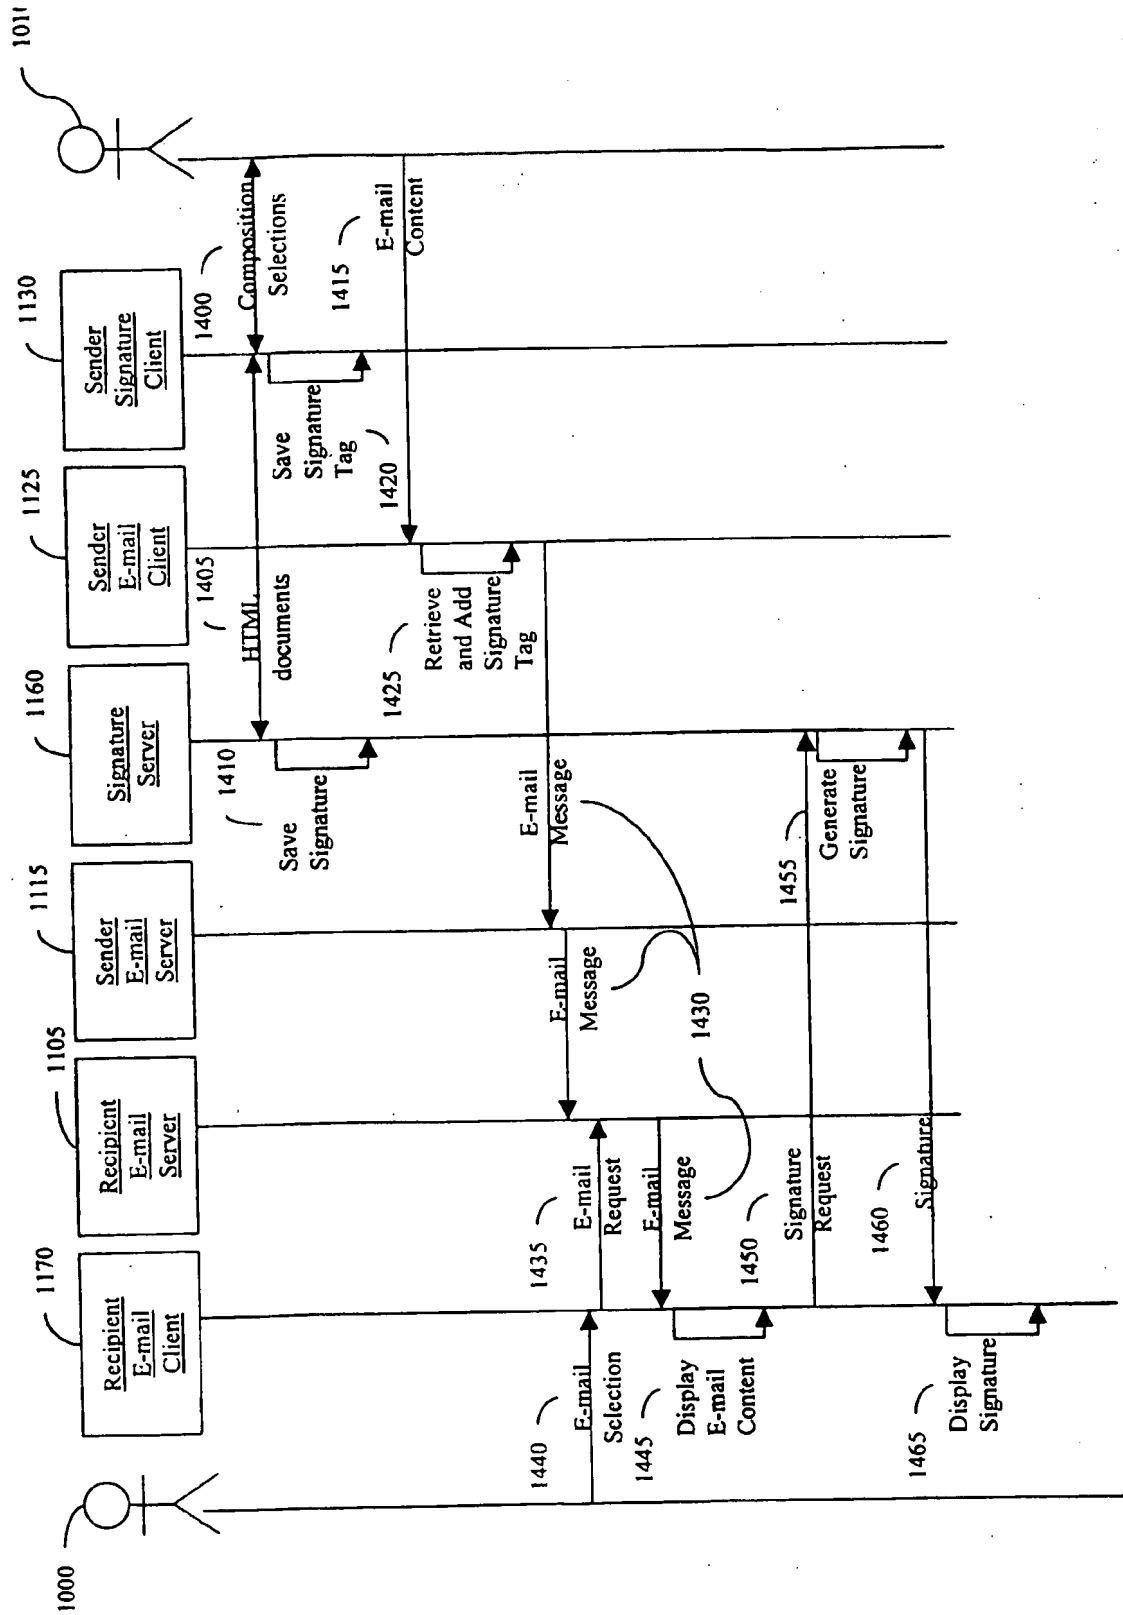 1000
1170
Recipient
E-mail
Client
1105
Recipient
E-mail
Server
1115
Sender
E-mail
Server
1160
Signature
Server
1125
Sender
E-mail
Client
1130
Sender
Signature
Client
1400
Composition
Selections
1405
HTML
documents
1410
Save
Signature
Save
Signature
Tag
1420
1415
E-mail
Content
1425
Retrieve
and Add
Signature
Tag
E-mail
Message
E-mail
Message
1430
1440
E-mail
Selection
1435
E-mail
Request
E-mail
Message
1445
Display
E-mail
Content
1450
Signature
Request
1455
Generate
Signature
1460
Signature
1465
Display
Signature